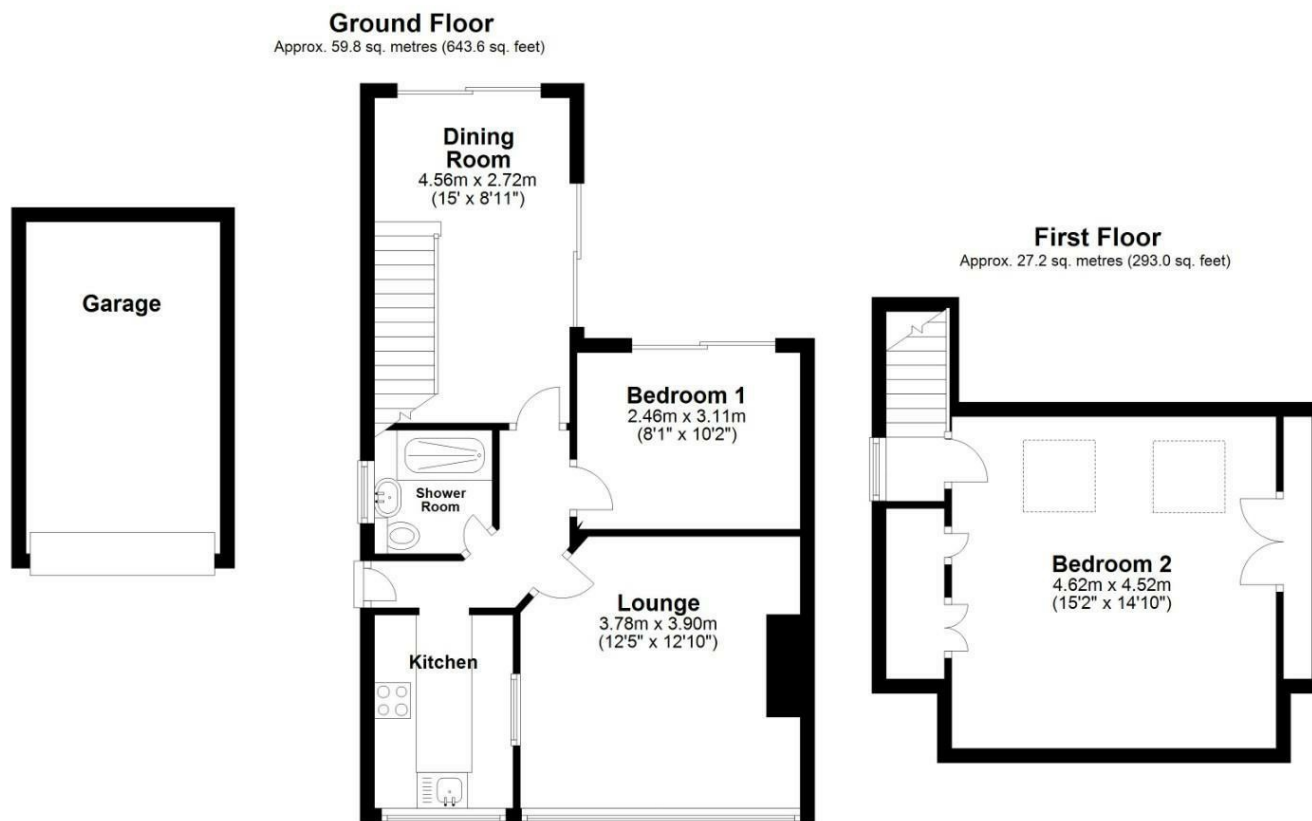 Ground Floor
Approx. 59.8 sq. metres (643.6 sq. feet)
Dining
Room
4.56m x 2.72m
(15' x 8'11")
Garage
Bedroom 1
2.46m x 3.11m
(8'1" x 10'2")
Shower
Room
Lounge
3.78m x 3.90m
(12'5" x 12'10")
Kitchen
First Floor
Approx. 27.2 sq. metres (293.0 sq. feet)
Bedroom 2
4.62m x 4.52m
(15'2" x 14'10")